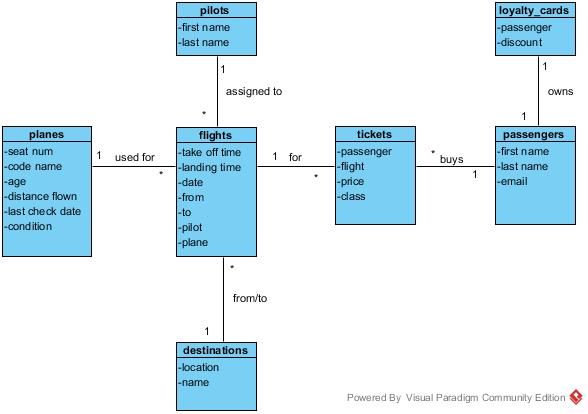 pilots
-first name
-last name
loyalty_cards
-passenger
-discount
1
assigned to
*
1
owns
1
planes
-seat num
-code name
-age
-distance flown
-last check date
-condition
1 used for *
flights
-take off time
-landing time
-date
-from
-to
-pilot
-plane
1 for *
tickets
-passenger
-flight
-price
-class
* buys 1
passengers
-first name
-last name
-email
*
from/to
1
destinations
-location
-name
Powered By Visual Paradigm Community Edition